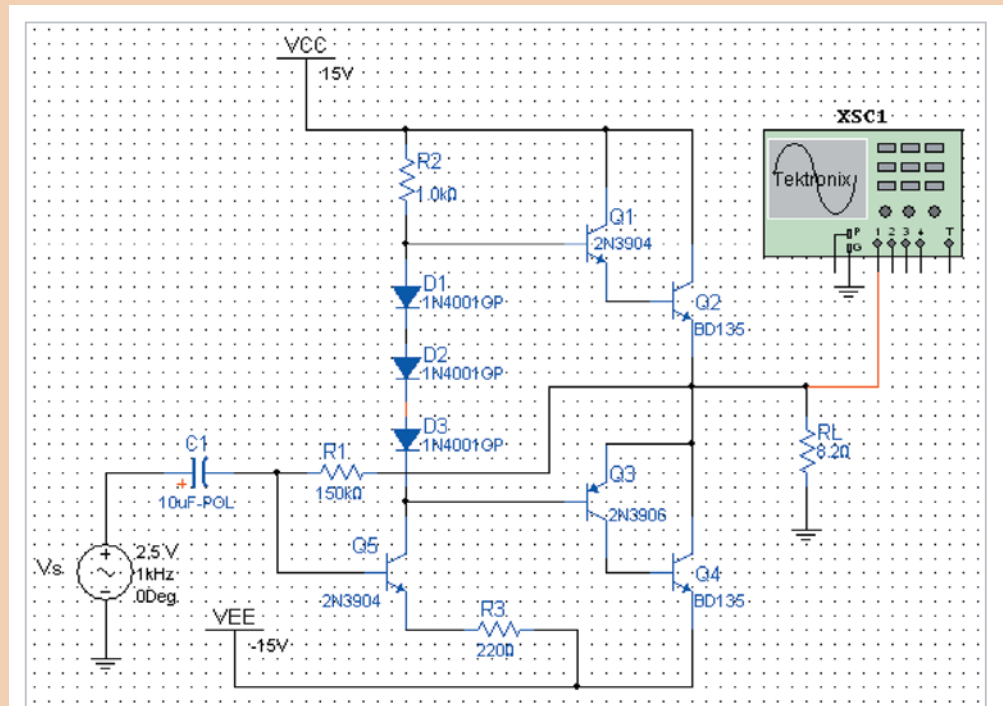 VCC
15V
XSC1
Tektronix
P
G
1 2 3 4 T
R2
1.0kΩ
Q1
2N3904
D1
1N4001GP
Q2
BD135
D2
1N4001GP
D3
1N4001GP
C1
10uF-POL
R1
150kΩ
RL
8.2Ω
Q3
2N3906
Q5
2N3904
Q4
BD135
Vs
2.5 V
1kHz
0Deg
R3
220Ω
VEE
-15V